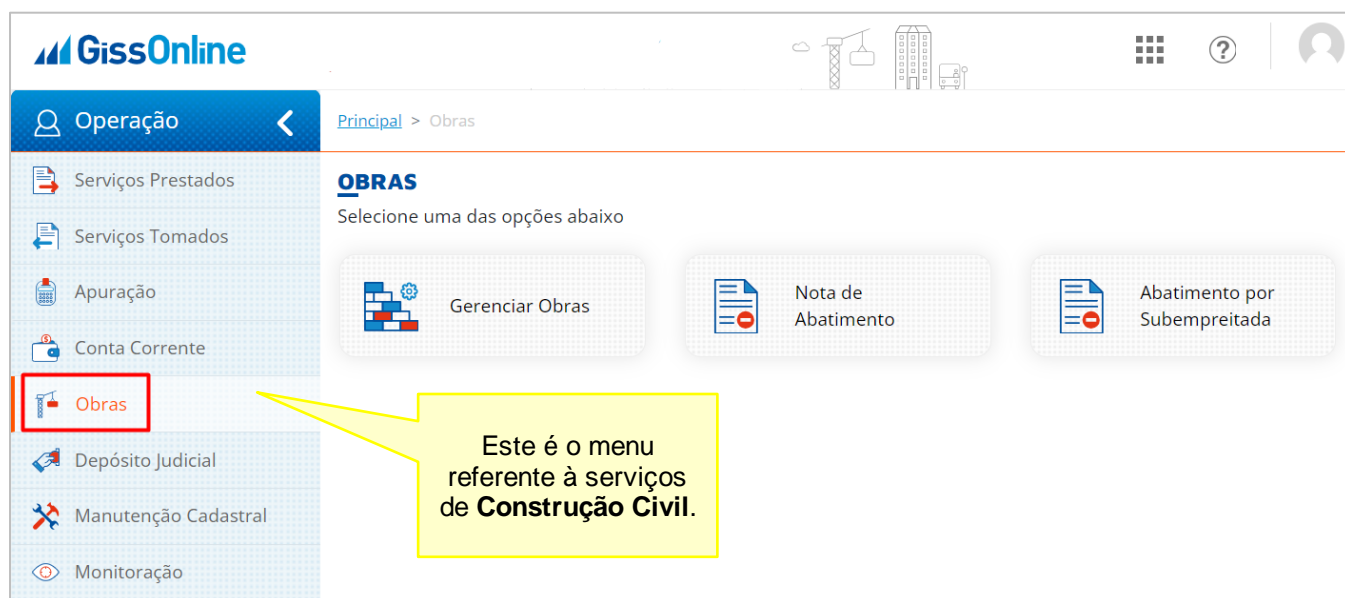 GissOnline
Operação
Principal > Obras
Serviços Prestados
Serviços Tomados
Apuração
Conta Corrente
Obras
Depósito Judicial
Manutenção Cadastral
Monitoração
OBRAS
Selecione uma das opções abaixo
Gerenciar Obras
Nota de
Abatimento
Abatimento por
Subempreitada
Este é o menu
referente à serviços
de Construção Civil.